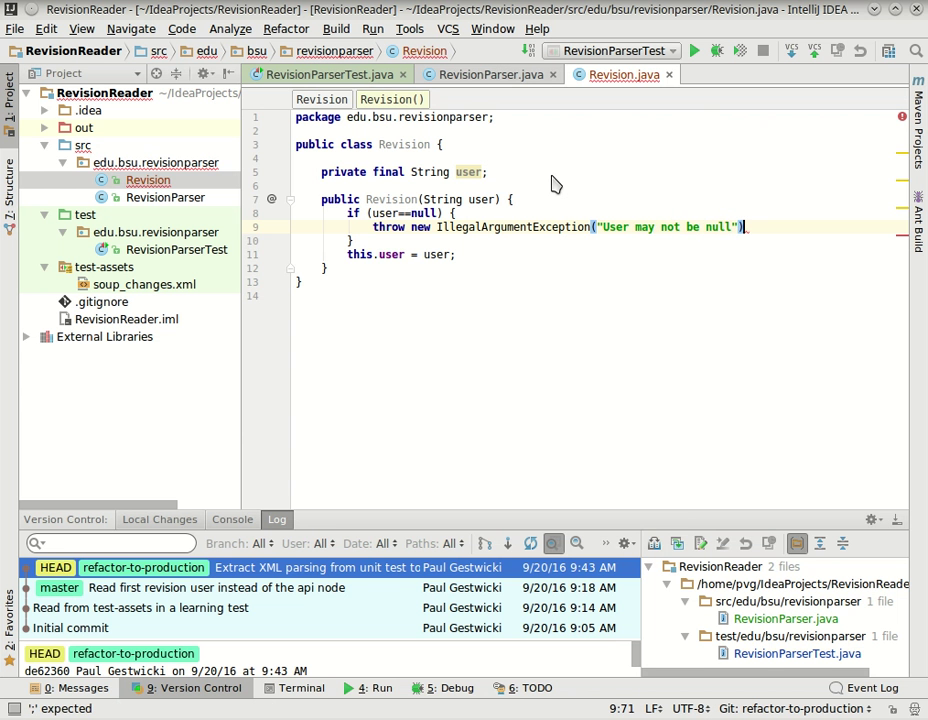 RevisionReader - [~/IdeaProjects/RevisionReader] - [RevisionReader] - ~/IdeaProjects/RevisionReader/src/edu/bsu/revisionparser/Revision.java - IntelliJ IDEA ...
File Edit View Navigate Code Analyze Refactor Build Run Tools VCS Window Help
RevisionReader src edu bsu revisionparser Revision RevisionParserTest VCS VCS
Project RevisionParserTest.java RevisionParser.java Revision.java
RevisionReader ~/IdeaProjects/
.idea
out
src
edu.bsu.revisionparser
Revision
RevisionParser
test
edu.bsu.revisionparser
RevisionParserTest
test-assets
soup_changes.xml
.gitignore
RevisionReader.iml
External Libraries
1: Project
7: Structure
2: Favorites
Revision Revision()
1 package edu.bsu.revisionparser;
2
3 public class Revision {
4
5 private final String user;
6
7 @ public Revision(String user) {
8 if (user==null) {
9 throw new IllegalArgumentException("User may not be null")
10 }
11 this.user = user;
12 }
13 }
14
Maven Projects
Ant Build
Version Control: Local Changes Console Log
Branch: All User: All Date: All Paths: All
HEAD refactor-to-production Extract XML parsing from unit test to Paul Gestwicki 9/20/16 9:43 AM
master Read first revision user instead of the api node Paul Gestwicki 9/20/16 9:18 AM
Read from test-assets in a learning test Paul Gestwicki 9/20/16 9:14 AM
Initial commit Paul Gestwicki 9/20/16 9:05 AM
HEAD refactor-to-production
de62360 Paul Gestwicki on 9/20/16 at 9:43 AM
RevisionReader 2 files
/home/pvg/IdeaProjects/RevisionReade
src/edu/bsu/revisionparser 1 file
RevisionParser.java
test/edu/bsu/revisionparser 1 file
RevisionParserTest.java
0: Messages 9: Version Control Terminal 4: Run 5: Debug 6: TODO Event Log
';' expected 9:71 LF UTF-8 Git: refactor-to-production